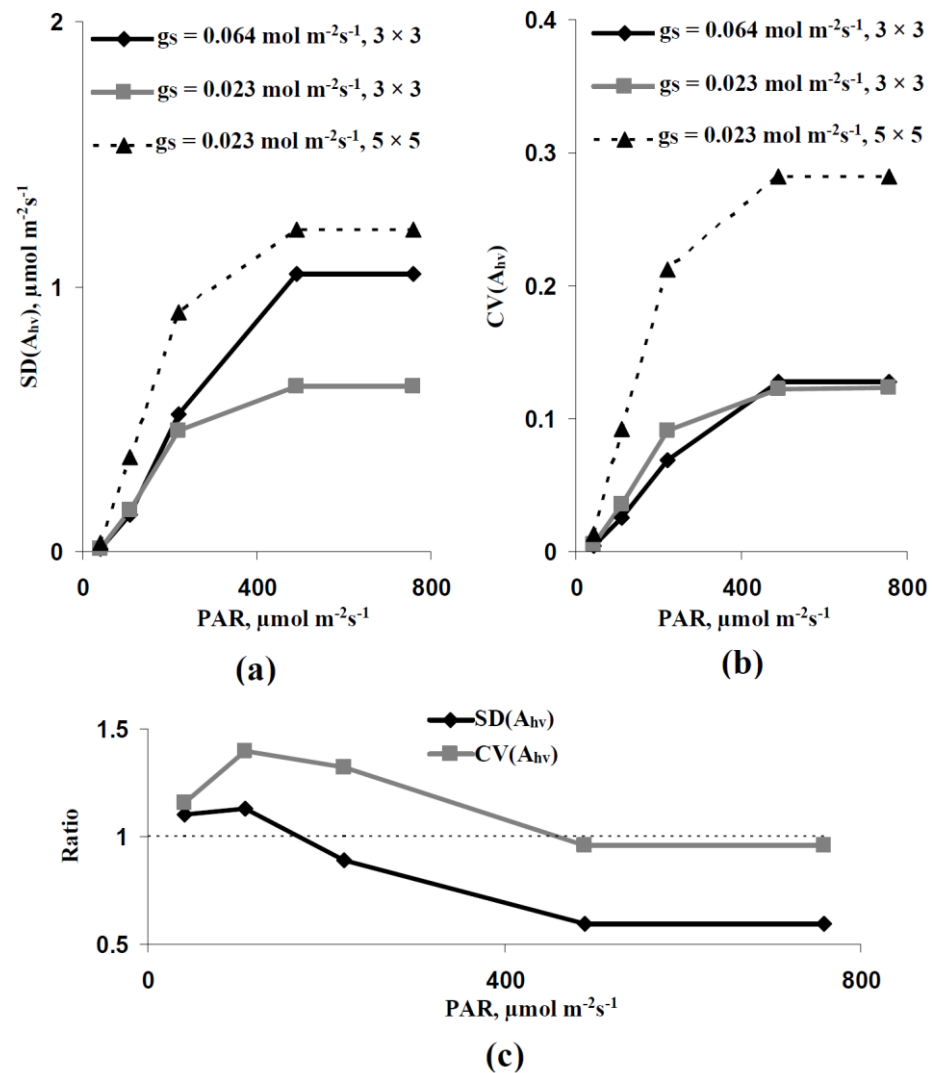 2
gs = 0.064 mol m⁻²s⁻¹, 3 × 3
gs = 0.023 mol m⁻²s⁻¹, 3 × 3
gs = 0.023 mol m⁻²s⁻¹, 5 × 5
SD(Ahv), µmol m⁻²s⁻¹
1
0
0
400
800
PAR, µmol m⁻²s⁻¹
(a)
0.4
gs = 0.064 mol m⁻²s⁻¹, 3 × 3
gs = 0.023 mol m⁻²s⁻¹, 3 × 3
gs = 0.023 mol m⁻²s⁻¹, 5 × 5
0.3
CV(Ahv)
0.2
0.1
0
0
400
800
PAR, µmol m⁻²s⁻¹
(b)
SD(Ahv)
CV(Ahv)
1.5
Ratio
1
0.5
0
400
800
PAR, µmol m⁻²s⁻¹
(c)